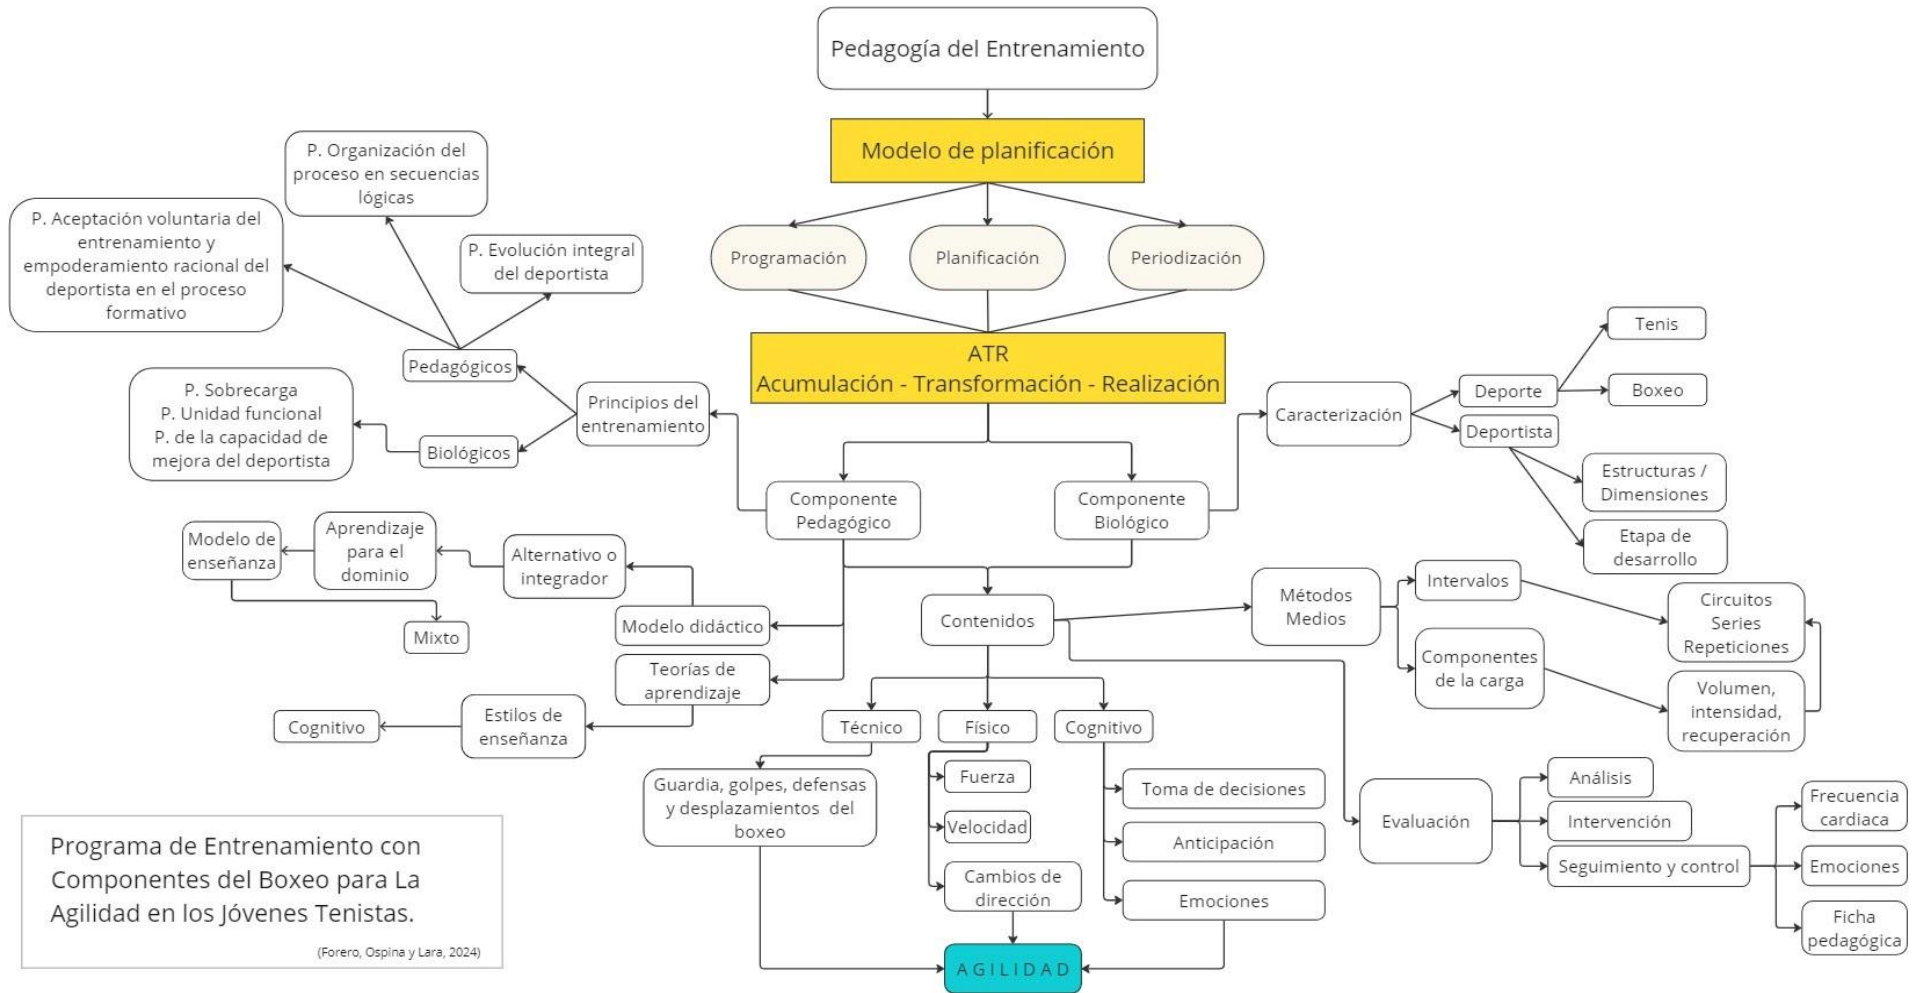 Pedagogía del Entrenamiento
Modelo de planificación
Programación
Planificación
Periodización
ATR
Acumulación - Transformación - Realización
P. Organización del
proceso en secuencias
lógicas
P. Aceptación voluntaria del
entrenamiento y
empoderamiento racional del
deportista en el proceso
formativo
P. Evolución integral
del deportista
Pedagógicos
P. Sobrecarga
P. Unidad funcional
P. de la capacidad de
mejora del deportista
Biológicos
Principios del
entrenamiento
Caracterización
Deporte
Deportista
Tenis
Boxeo
Estructuras /
Dimensiones
Etapa de
desarrollo
Componente
Pedagógico
Componente
Biológico
Modelo de
enseñanza
Aprendizaje
para el
dominio
Alternativo o
integrador
Mixto
Modelo didáctico
Teorías de
aprendizaje
Estilos de
enseñanza
Cognitivo
Contenidos
Métodos
Medios
Intervalos
Componentes
de la carga
Circuitos
Series
Repeticiones
Volumen,
intensidad,
recuperación
Técnico
Físico
Cognitivo
Guardia, golpes, defensas
y desplazamientos del
boxeo
Fuerza
Velocidad
Cambios de
dirección
Toma de decisiones
Anticipación
Emociones
Evaluación
Análisis
Intervención
Seguimiento y control
Frecuencia
cardiaca
Emociones
Ficha
pedagógica
AGILIDAD
Programa de Entrenamiento con
Componentes del Boxeo para La
Agilidad en los Jóvenes Tenistas.
(Forero, Ospina y Lara, 2024)